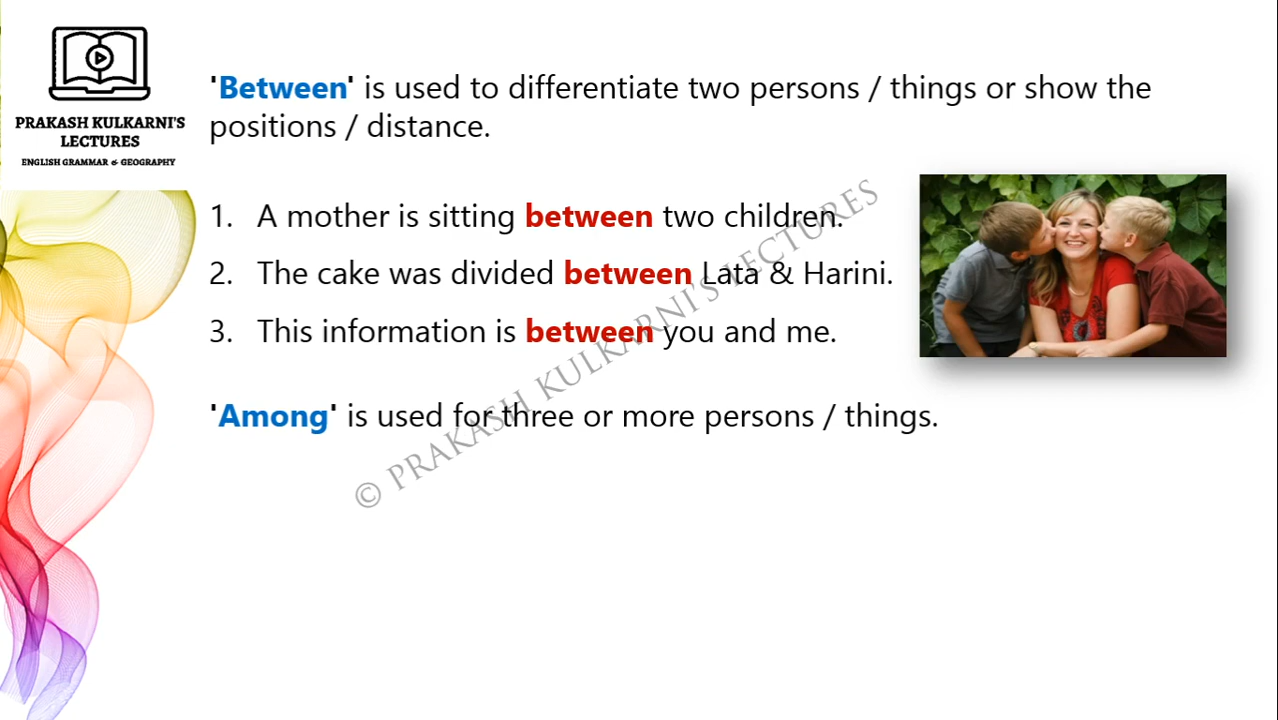 PRAKASH KULKARNI'S
LECTURES
ENGLISH GRAMMAR & GEOGRAPHY
'Between' is used to differentiate two persons / things or show the
positions / distance.
1. A mother is sitting between two children.
2. The cake was divided between Lata & Harini.
3. This information is between you and me.
'Among' is used for three or more persons / things.
© PRAKASH KULKARNI'S LECTURES